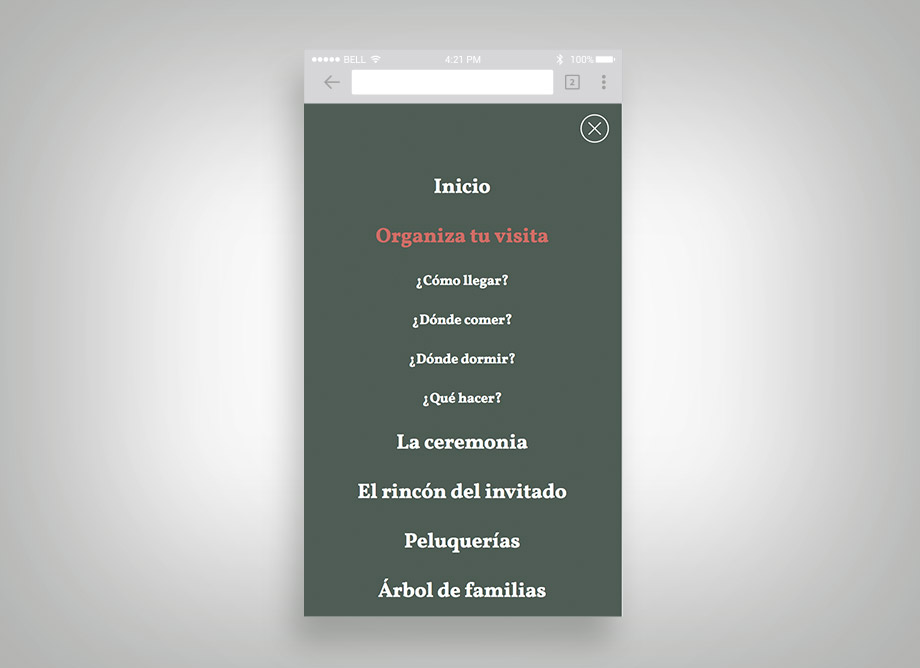 BELL 4:21 PM 100%
2
Inicio
Organiza tu visita
¿Cómo llegar?
¿Dónde comer?
¿Dónde dormir?
¿Qué hacer?
La ceremonia
El rincón del invitado
Peluquerías
Árbol de familias